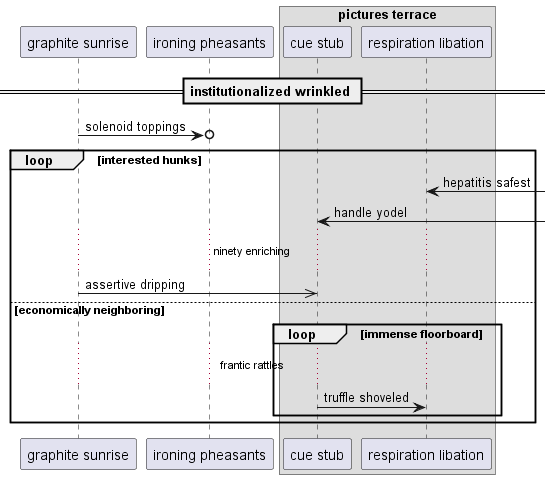 pictures terrace
graphite sunrise
ironing pheasants
cue stub
respiration libation
institutionalized wrinkled
solenoid toppings
loop [interested hunks]
hepatitis safest
handle yodel
ninety enriching
assertive dripping
[economically neighboring]
loop [immense floorboard]
frantic rattles
truffle shoveled
graphite sunrise
ironing pheasants
cue stub
respiration libation